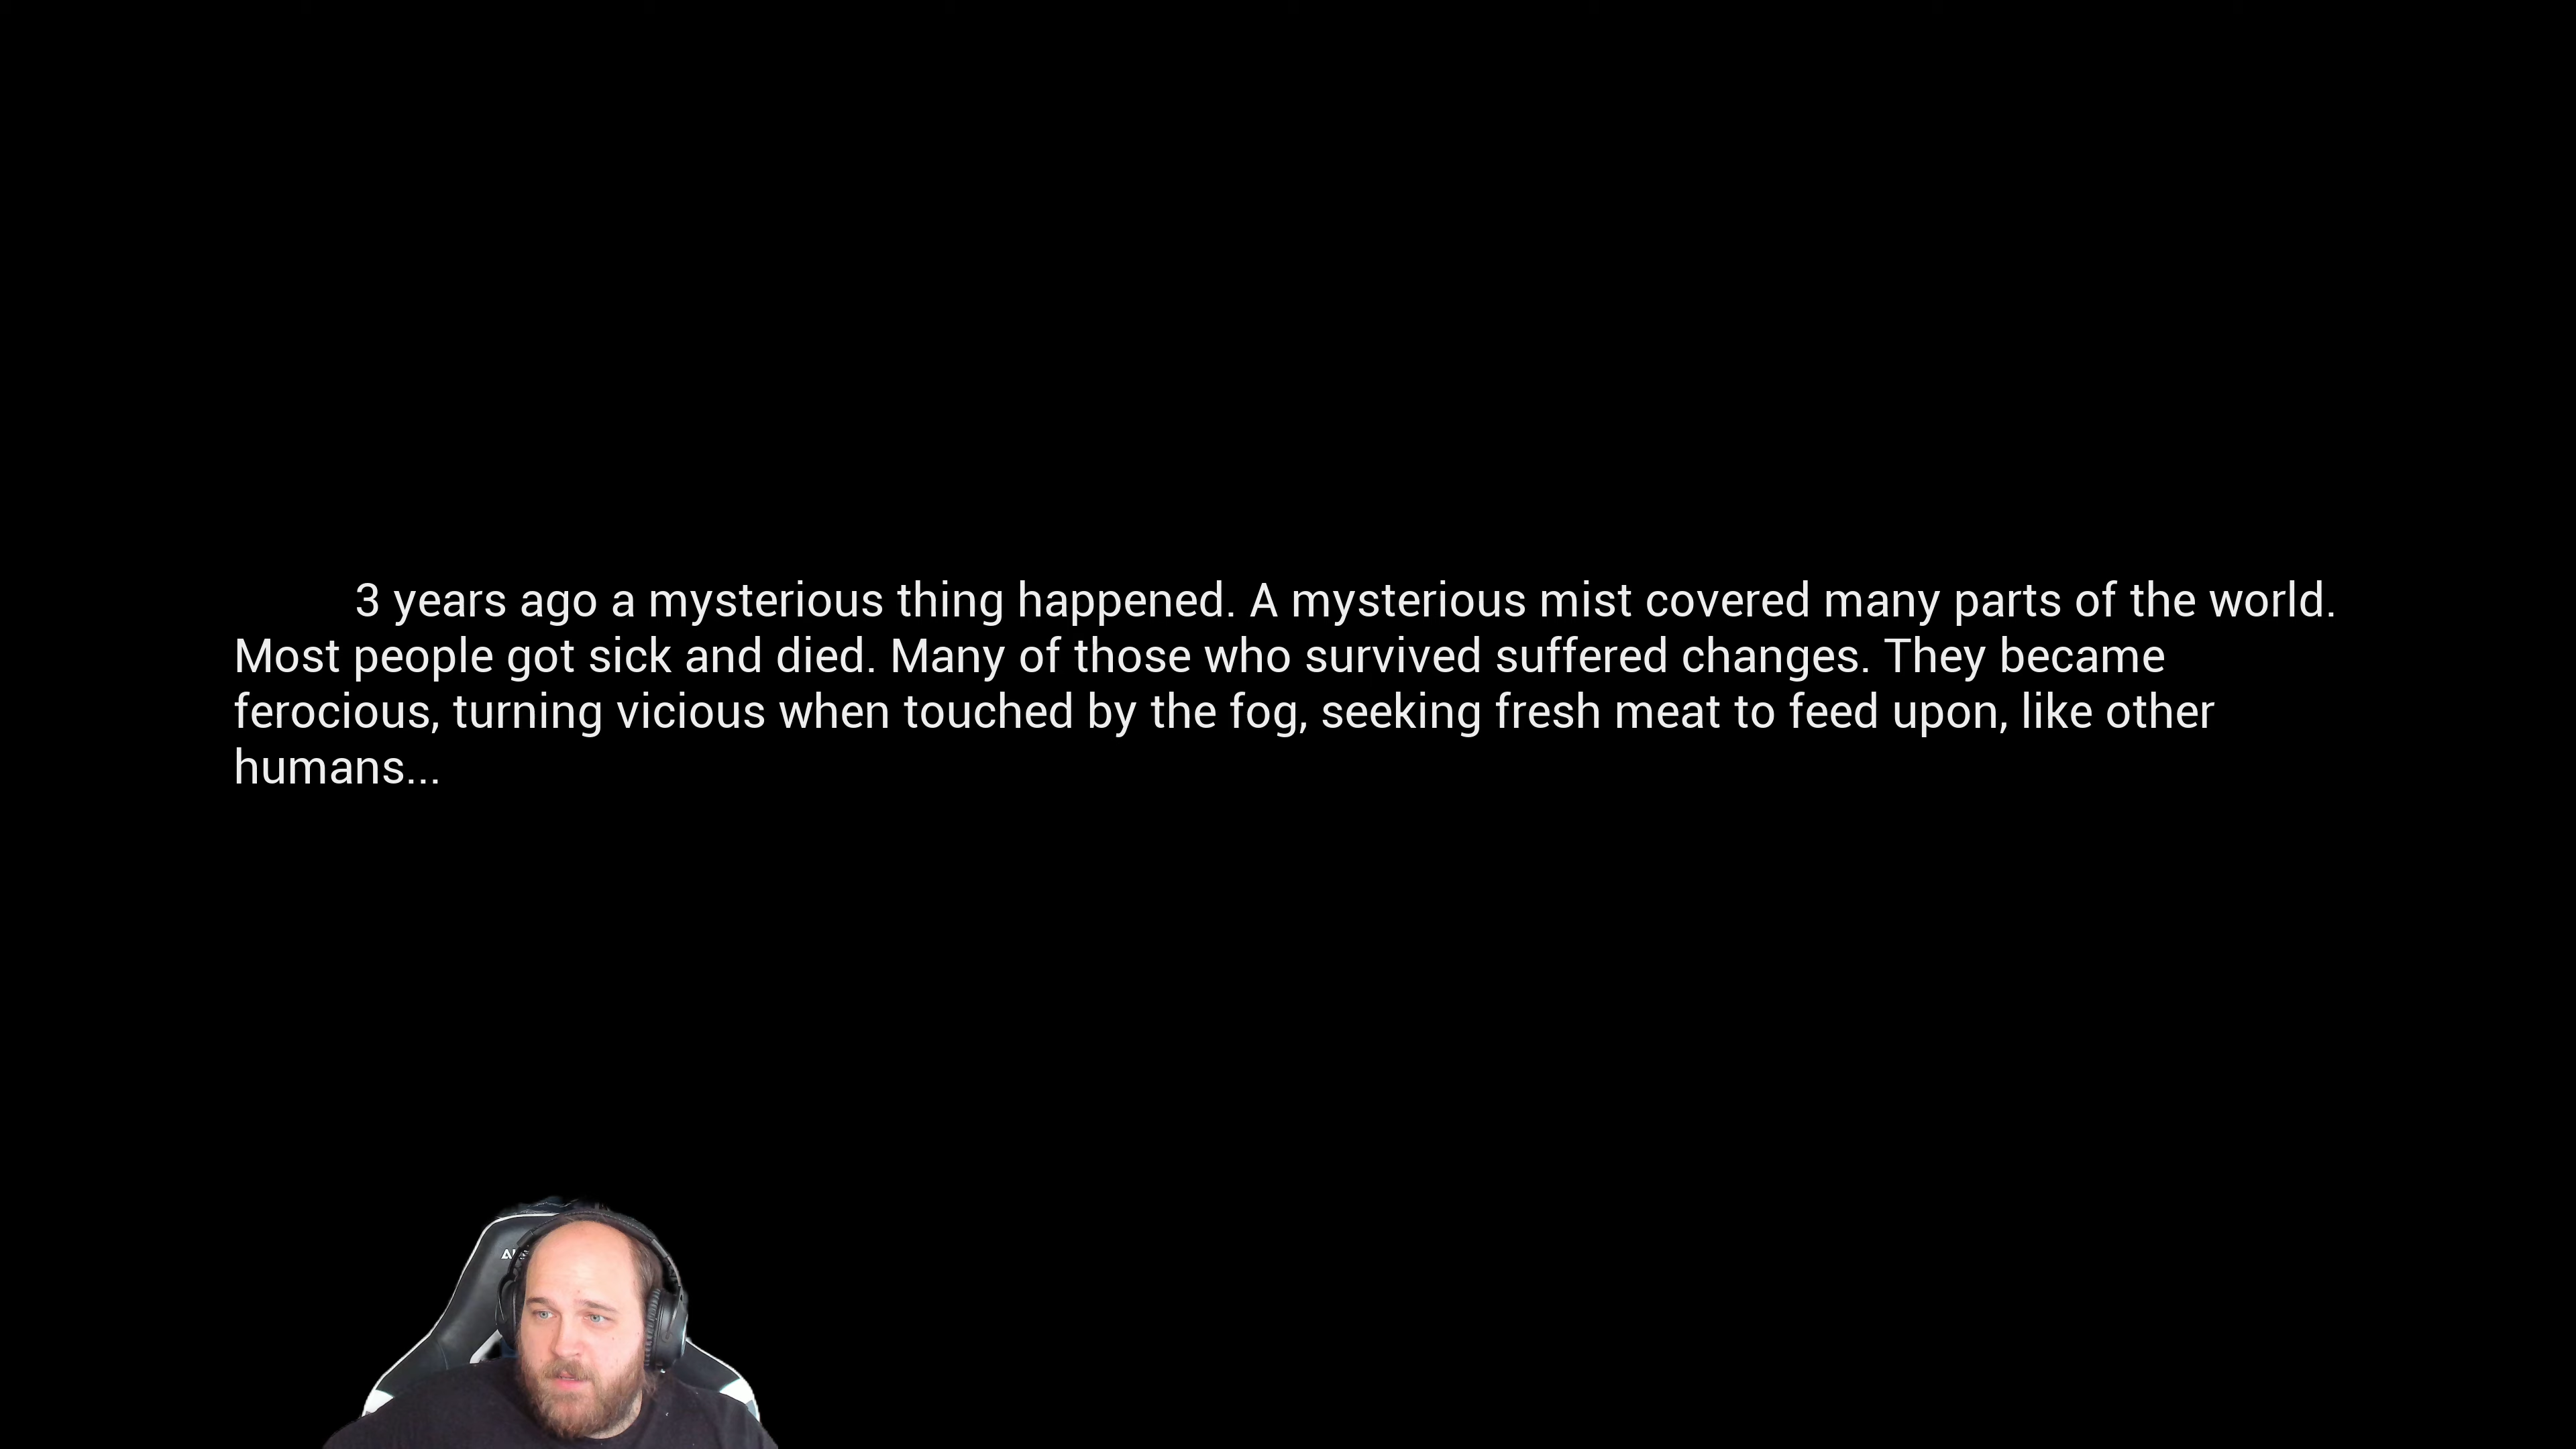 3 years ago a mysterious thing happened. A mysterious mist covered many parts of the world.
Most people got sick and died. Many of those who survived suffered changes. They became
ferocious, turning vicious when touched by the fog, seeking fresh meat to feed upon, like other
humans...